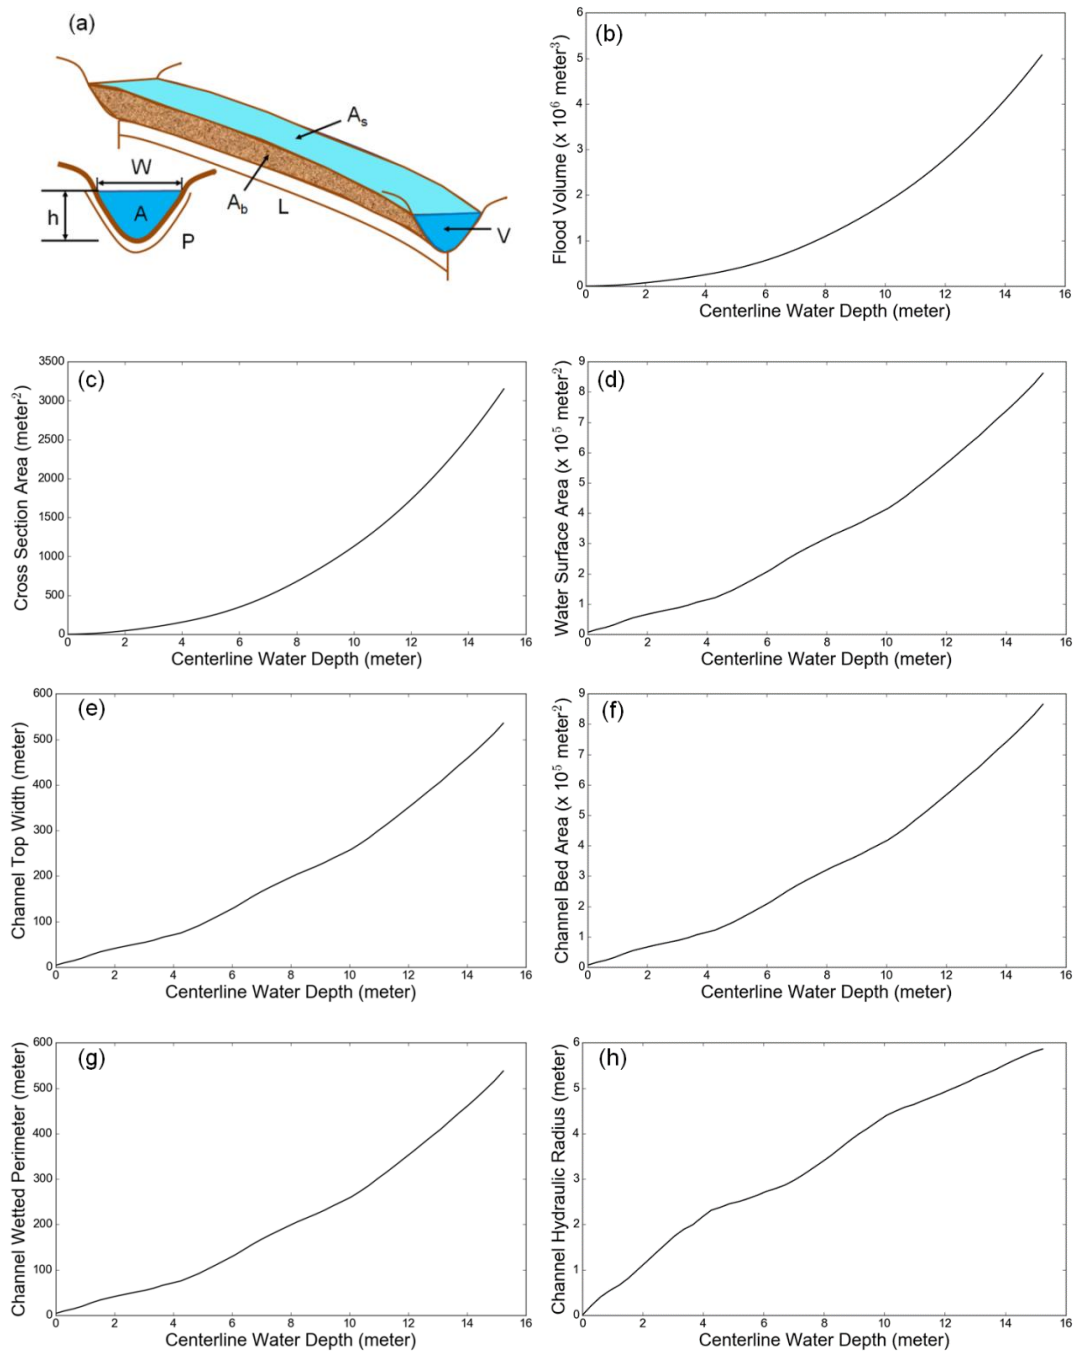 (a)
A_s
W
h
A
P
A_b
L
V
(b)
Flood Volume (x 10^6 meter^3)
6
5
4
3
2
1
0
0 2 4 6 8 10 12 14 16
Centerline Water Depth (meter)
(c)
Cross Section Area (meter^2)
3500
3000
2500
2000
1500
1000
500
0
0 2 4 6 8 10 12 14 16
Centerline Water Depth (meter)
(d)
Water Surface Area (x 10^5 meter^2)
9
8
7
6
5
4
3
2
1
0
0 2 4 6 8 10 12 14 16
Centerline Water Depth (meter)
(e)
Channel Top Width (meter)
600
500
400
300
200
100
0
0 2 4 6 8 10 12 14 16
Centerline Water Depth (meter)
(f)
Channel Bed Area (x 10^5 meter^2)
9
8
7
6
5
4
3
2
1
0
0 2 4 6 8 10 12 14 16
Centerline Water Depth (meter)
(g)
Channel Wetted Perimeter (meter)
600
500
400
300
200
100
0
0 2 4 6 8 10 12 14 16
Centerline Water Depth (meter)
(h)
Channel Hydraulic Radius (meter)
6
5
4
3
2
1
0
0 2 4 6 8 10 12 14 16
Centerline Water Depth (meter)